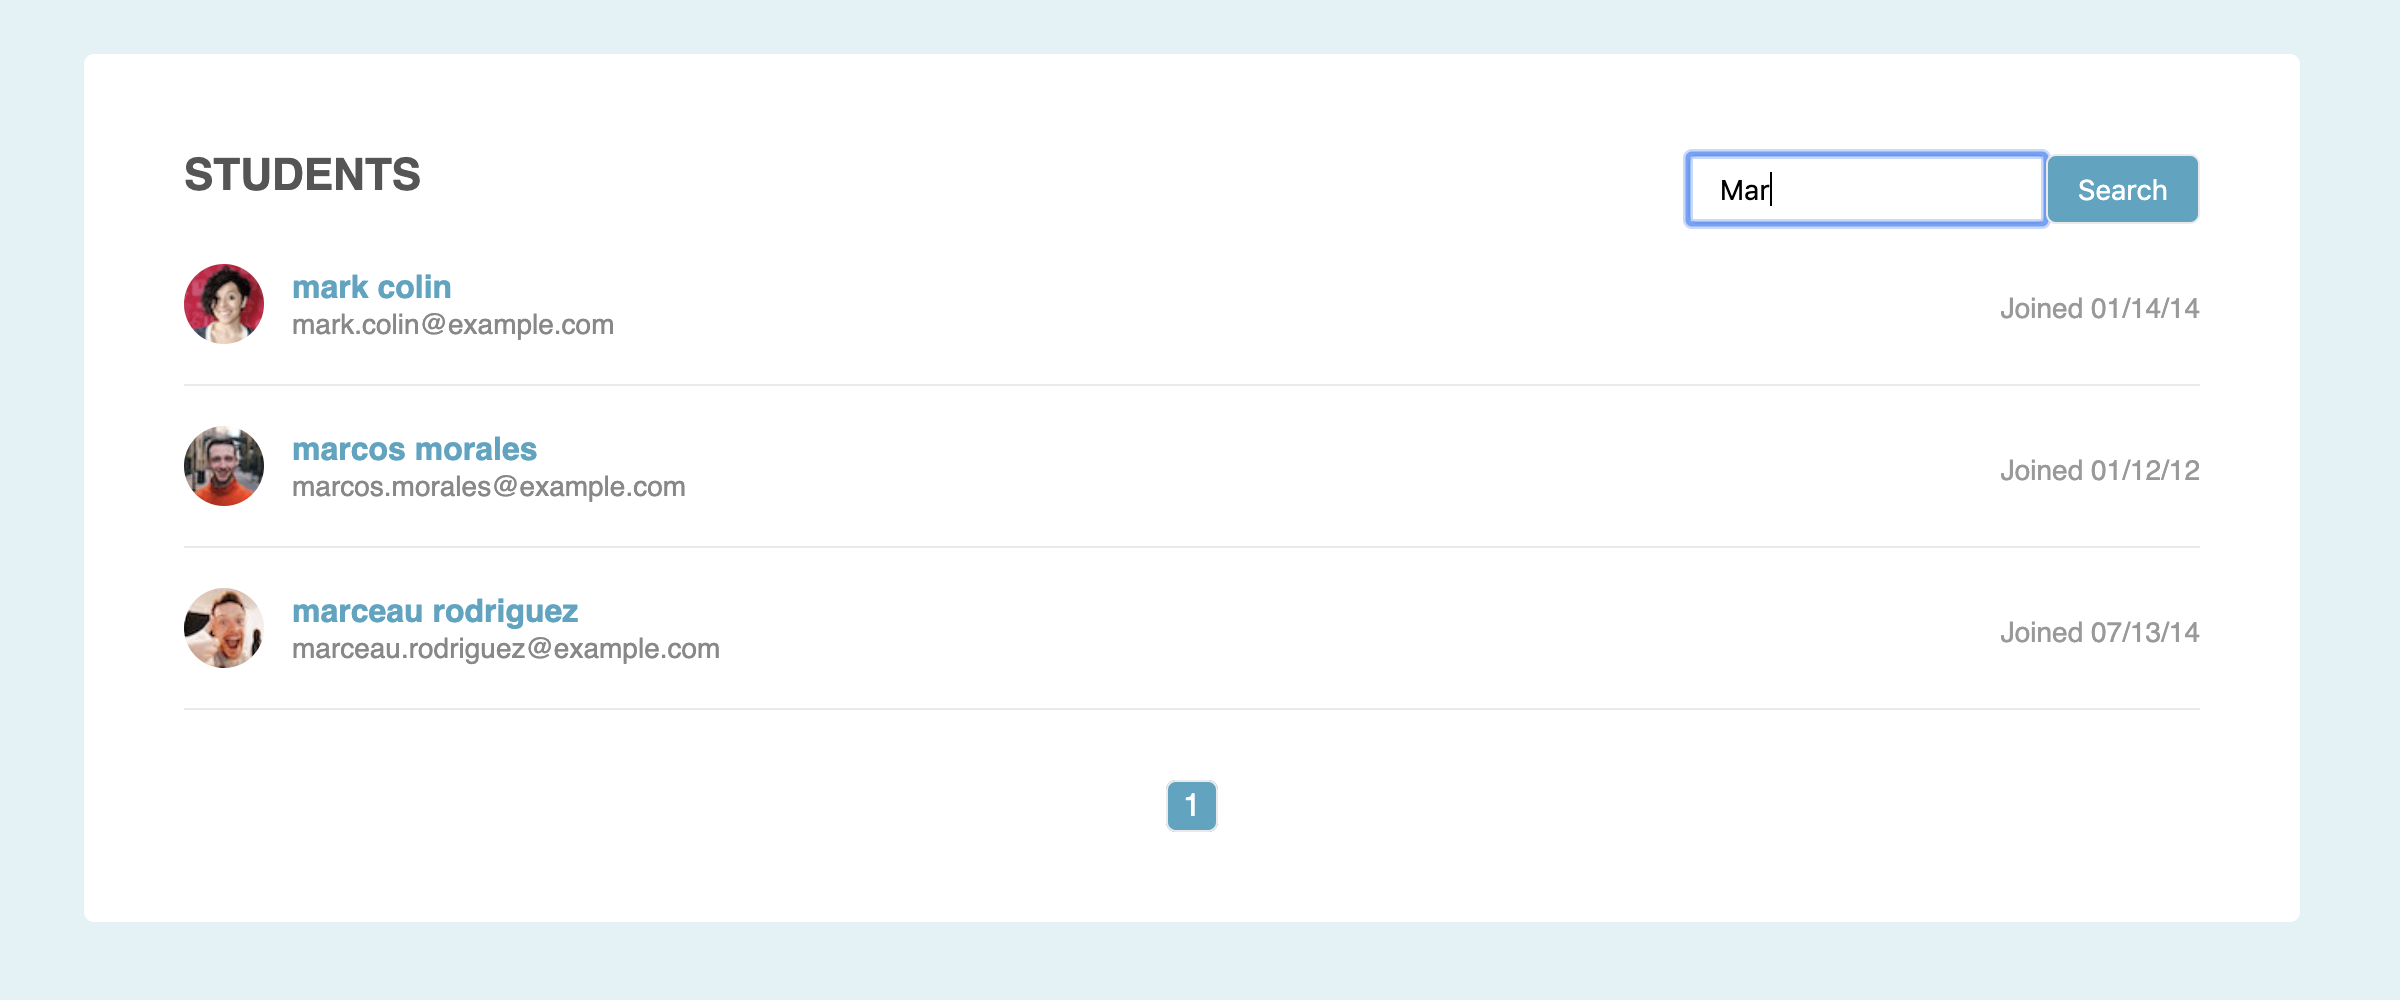 STUDENTS
Mar
Search
mark colin
mark.colin@example.com
Joined 01/14/14
marcos morales
marcos.morales@example.com
Joined 01/12/12
marceau rodriguez
marceau.rodriguez@example.com
Joined 07/13/14
1